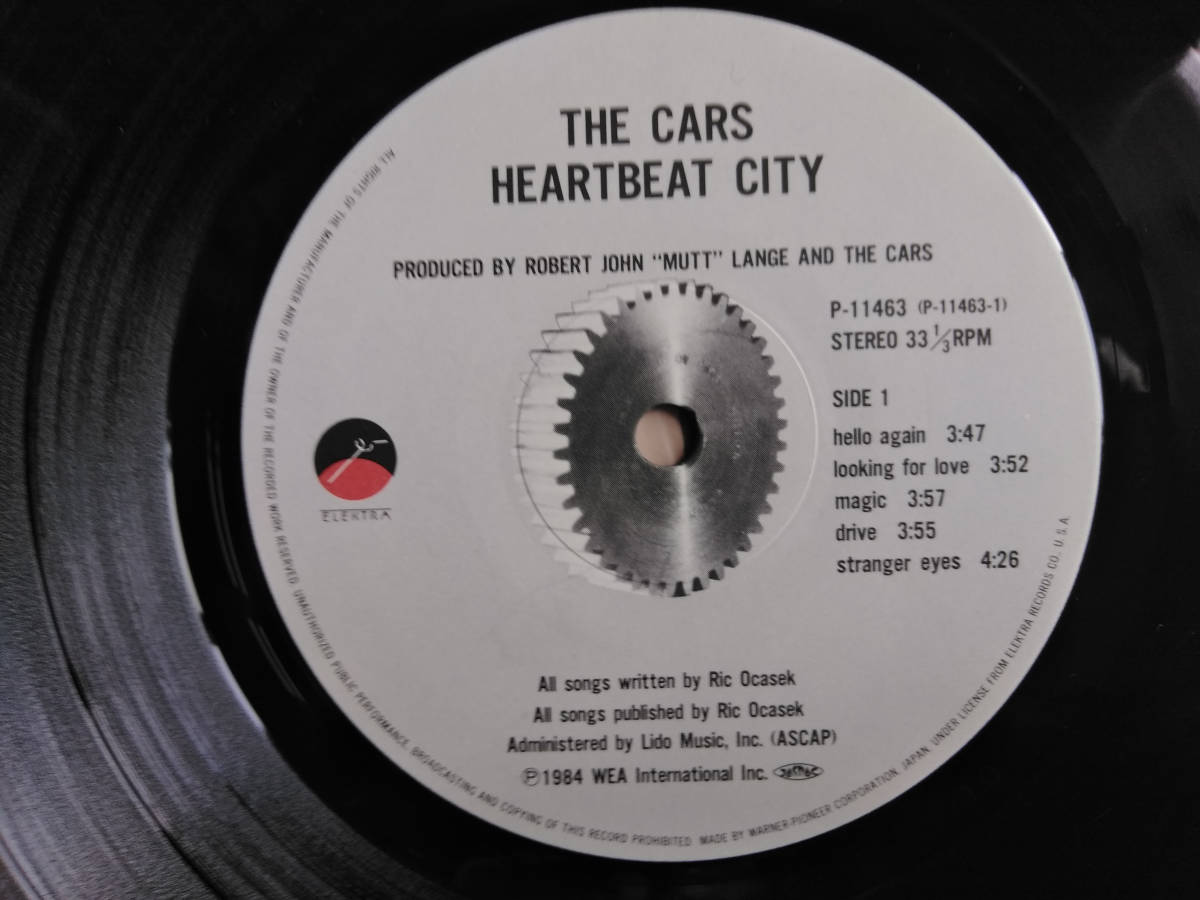 THE CARS
HEARTBEAT CITY
PRODUCED BY ROBERT JOHN "MUTT" LANGE AND THE CARS
P-11463 (P-11463-1)
STEREO 33 1/3 RPM
SIDE 1
hello again 3:47
looking for love 3:52
magic 3:57
drive 3:55
stranger eyes 4:26
ELEKTRA
All songs written by Ric Ocasek
All songs published by Ric Ocasek
Administered by Lido Music, Inc. (ASCAP)
℗1984 WEA International Inc. JASRAC
ALL RIGHTS OF THE MANUFACTURER AND OF THE OWNER OF THE RECORDED WORK RESERVED. UNAUTHORIZED PUBLIC PERFORMANCE, BROADCASTING AND COPYING OF THIS RECORD PROHIBITED. MADE BY WARNER-PIONEER CORPORATION, JAPAN. UNDER LICENSE FROM ELEKTRA RECORDS CO., U.S.A.